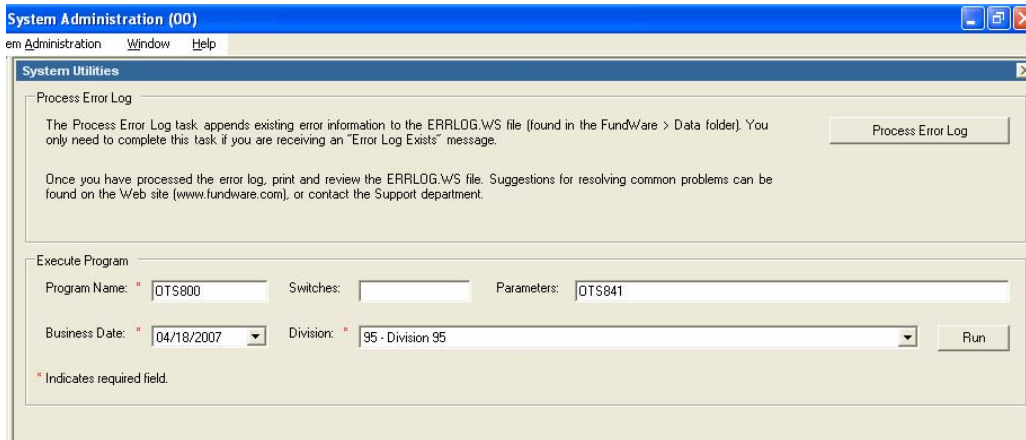 System Administration (00)
em Administration Window Help
System Utilities
Process Error Log
The Process Error Log task appends existing error information to the ERRLOG.WS file (found in the FundWare > Data folder). You
only need to complete this task if you are receiving an "Error Log Exists" message.
Process Error Log
Once you have processed the error log, print and review the ERRLOG.WS file. Suggestions for resolving common problems can be
found on the Web site (www.fundware.com), or contact the Support department.
Execute Program
Program Name: * OTS800 Switches: Parameters: OTS841
Business Date: * 04/18/2007 Division: * 95 - Division 95 Run
* Indicates required field.